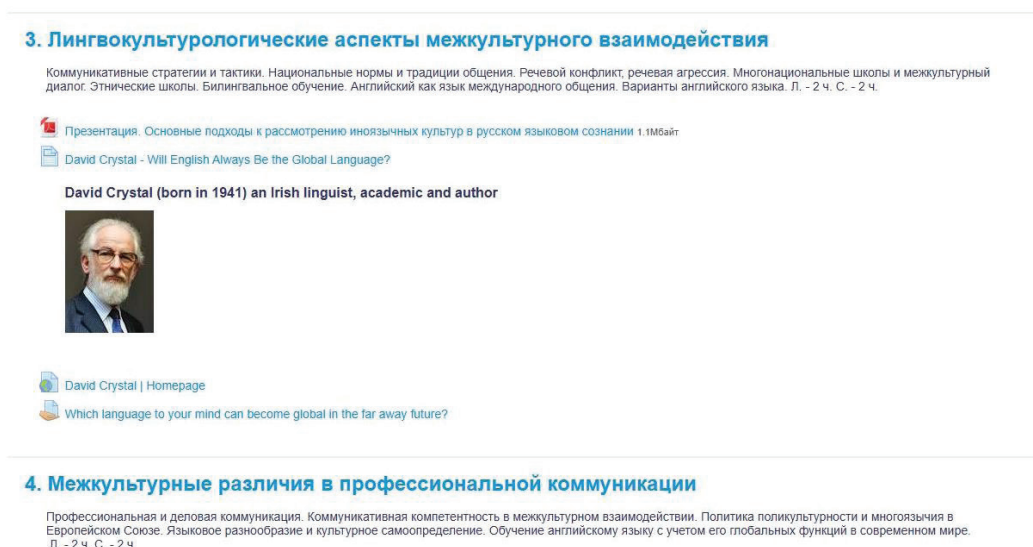 3. Лингвокультурологические аспекты межкультурного взаимодействия
Коммуникативные стратегии и тактики. Национальные нормы и традиции общения. Речевой конфликт, речевая агрессия. Многонациональные школы и межкультурный
диалог. Этнические школы. Билингвальное обучение. Английский как язык международного общения. Варианты английского языка. Л. - 2 ч. С. - 2 ч.
Презентация. Основные подходы к рассмотрению иноязычных культур в русском языковом сознании 1.1Мбайт
David Crystal - Will English Always Be the Global Language?
David Crystal (born in 1941) an Irish linguist, academic and author
David Crystal | Homepage
Which language to your mind can become global in the far away future?
4. Межкультурные различия в профессиональной коммуникации
Профессиональная и деловая коммуникация. Коммуникативная компетентность в межкультурном взаимодействии. Политика поликультурности и многоязычия в
Европейском Союзе. Языковое разнообразие и культурное самоопределение. Обучение английскому языку с учетом его глобальных функций в современном мире.
Л. - 2 ч. С. - 2 ч.